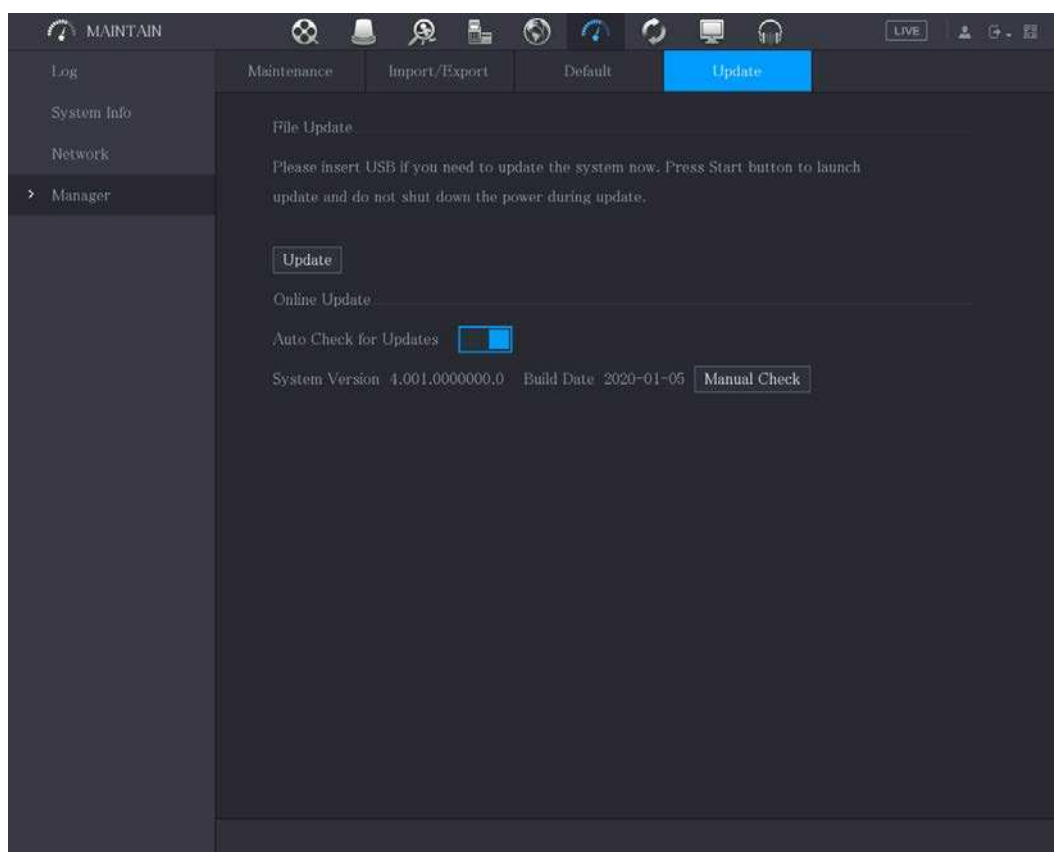 MAINTAIN
LIVE
Log
System Info
Network
Manager
Maintenance Import/Export Default Update
File Update
Please insert USB if you need to update the system now. Press Start button to launch
update and do not shut down the power during update.
Update
Online Update
Auto Check for Updates
System Version 4.001.0000000.0 Build Date 2020-01-05 Manual Check